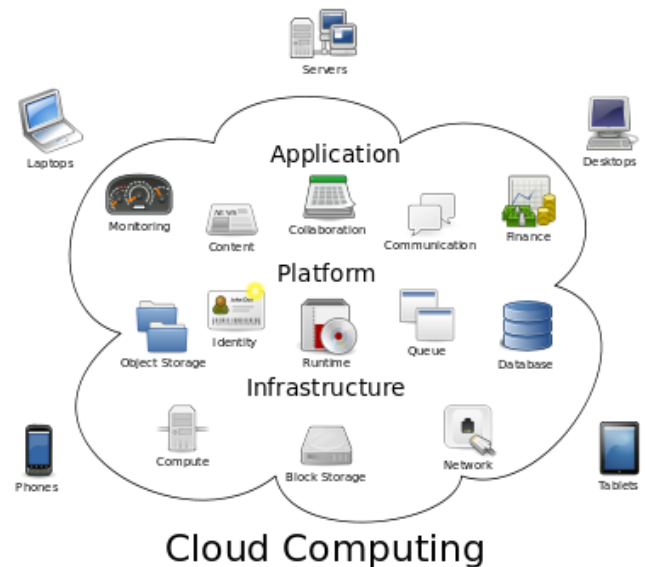 Servers
Laptops
Desktops
Application
Monitoring
Content
Collaboration
Communication
Finance
Platform
Object Storage
Identity
Runtime
Queue
Database
Infrastructure
Compute
Block Storage
Network
Phones
Tablets
Cloud Computing